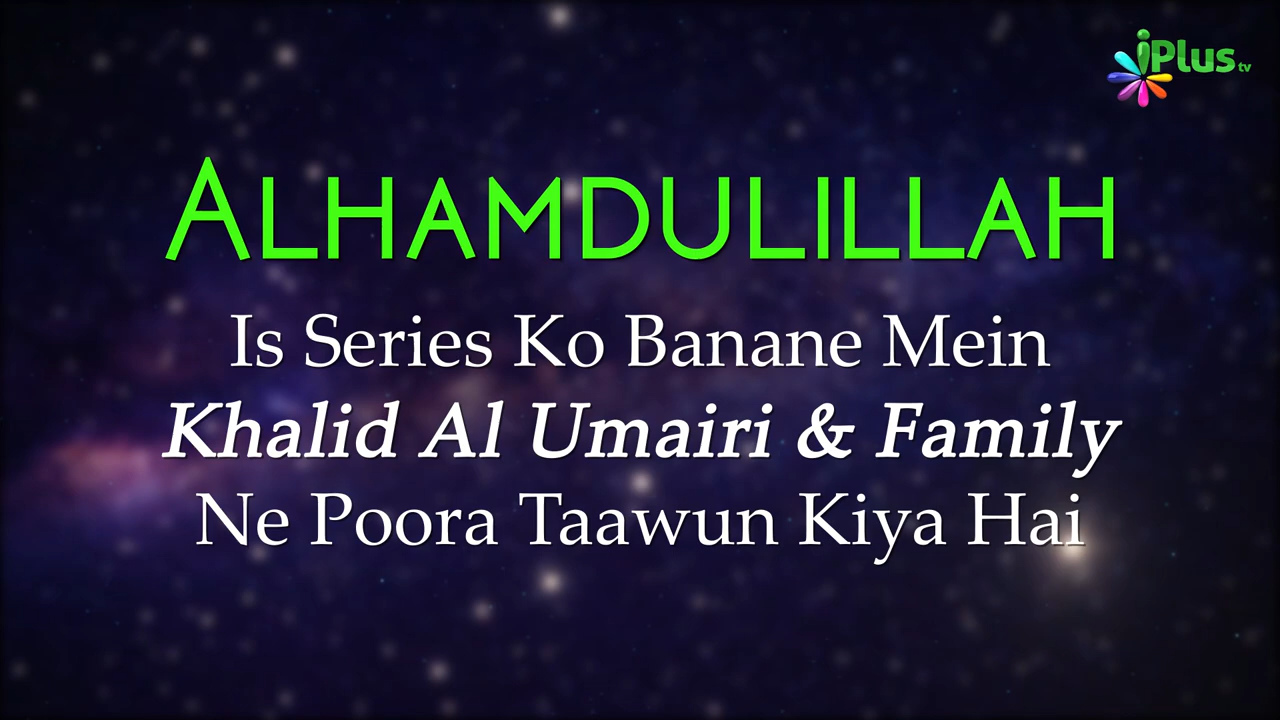 iPlus tv
ALHAMDULILLAH
Is Series Ko Banane Mein
Khalid Al Umairi & Family
Ne Poora Taawun Kiya Hai